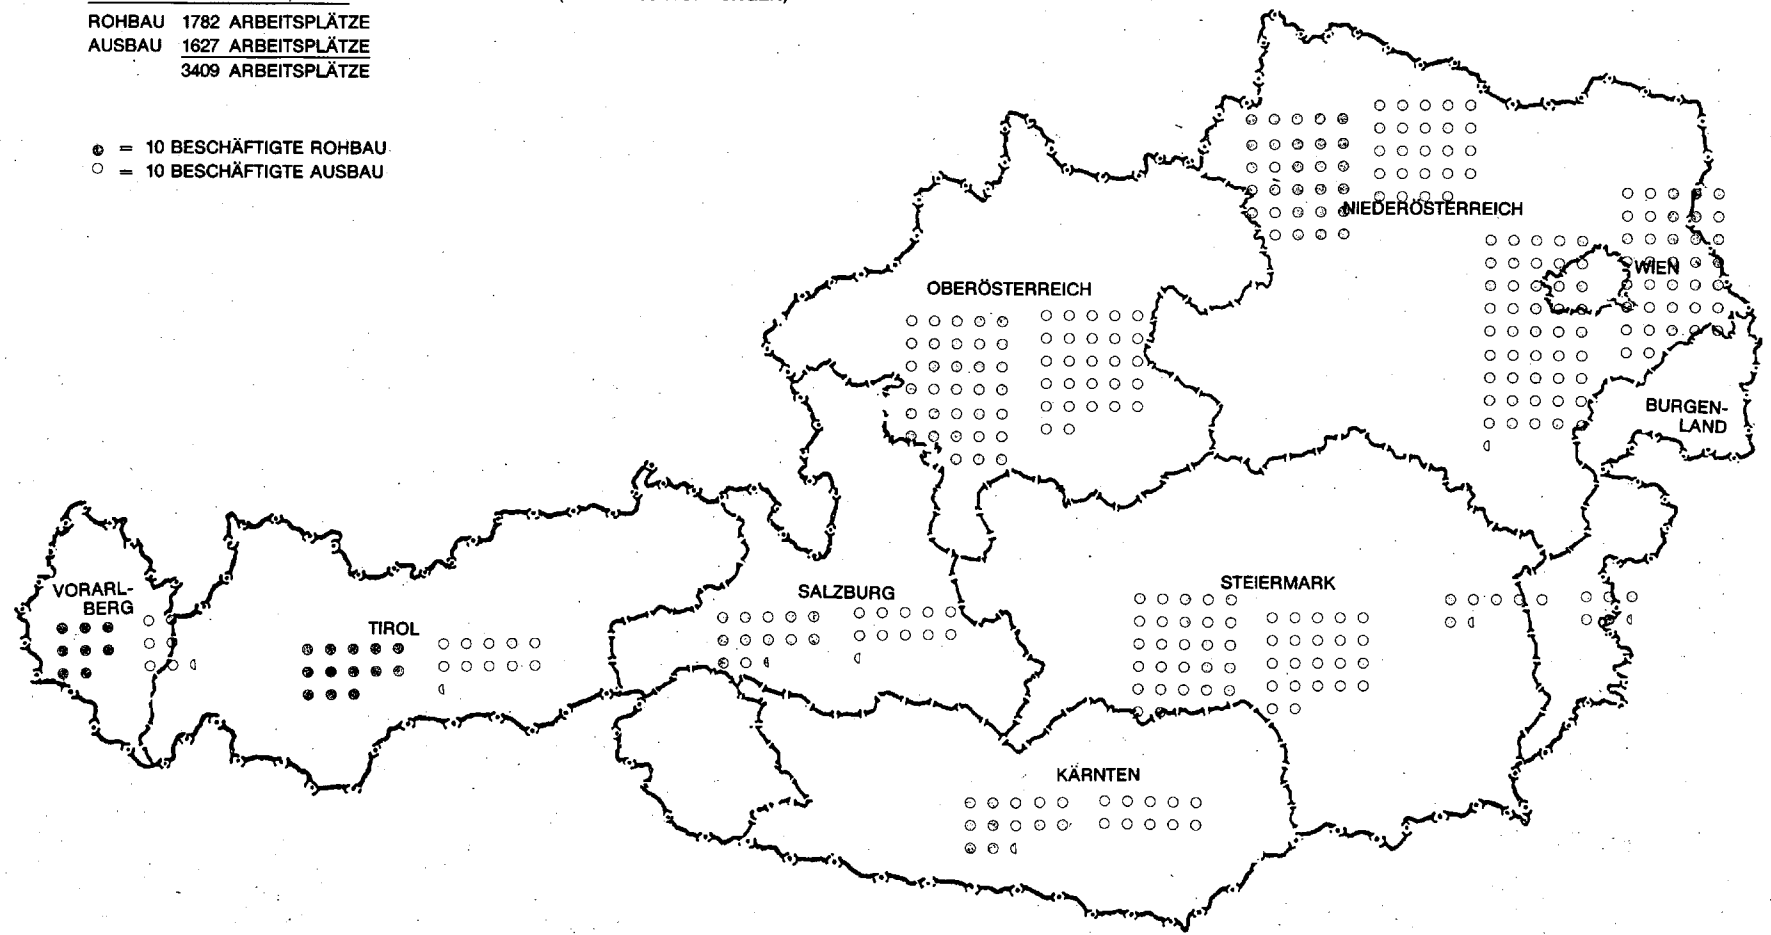 ROHBAU 1782 ARBEITSPLÄTZE
AUSBAU 1627 ARBEITSPLÄTZE
3409 ARBEITSPLÄTZE
= 10 BESCHÄFTIGTE ROHBAU
= 10 BESCHÄFTIGTE AUSBAU
NIEDERÖSTERREICH
WIEN
OBERÖSTERREICH
BURGEN-
LAND
VORARL-
BERG
TIROL
SALZBURG
STEIERMARK
KÄRNTEN